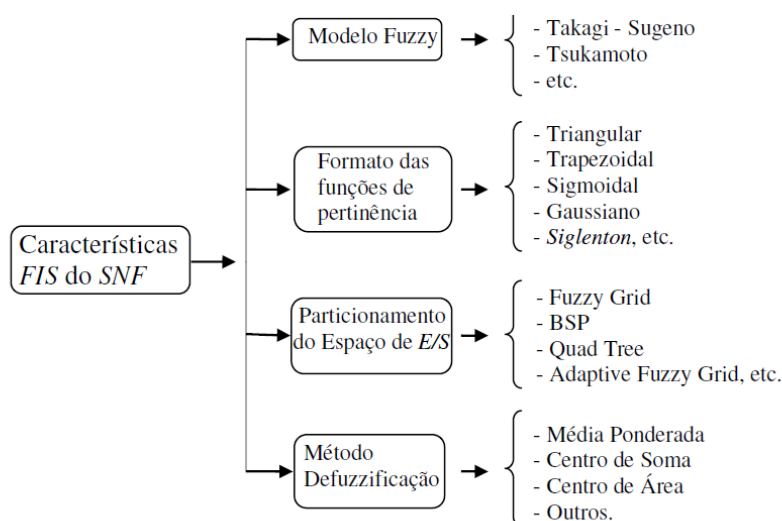 Modelo Fuzzy
- Takagi - Sugeno
- Tsukamoto
- etc.
Formato das
funções de
pertinência
- Triangular
- Trapezoidal
- Sigmoidal
- Gaussiano
- Siglenton, etc.
Características
FIS do SNF
Particionamento
do Espaço de E/S
- Fuzzy Grid
- BSP
- Quad Tree
- Adaptive Fuzzy Grid, etc.
Método
Defuzzificação
- Média Ponderada
- Centro de Soma
- Centro de Área
- Outros.